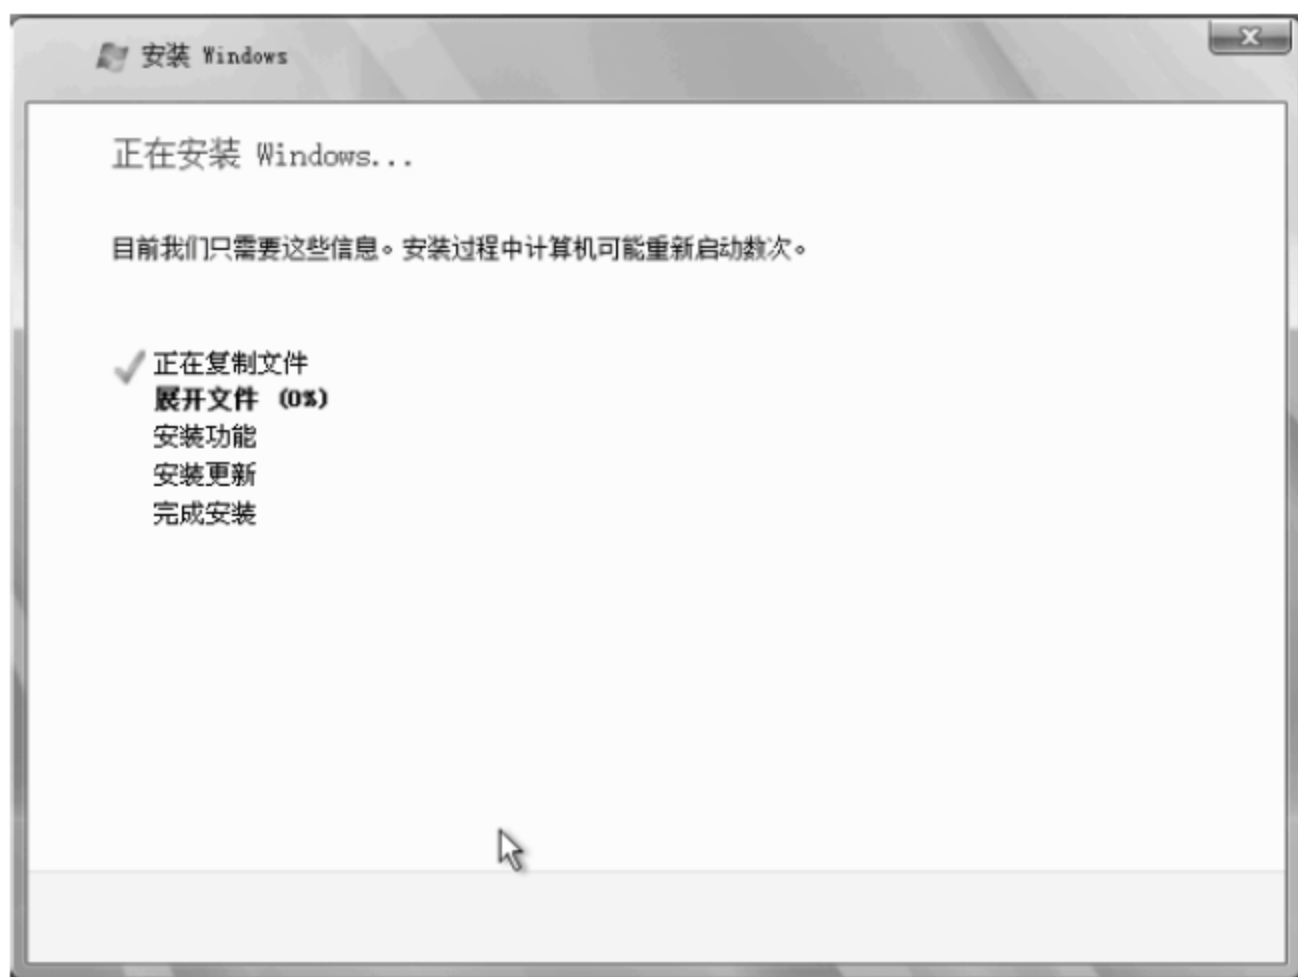 安装 Windows
正在安装 Windows...
目前我们只需要这些信息。安装过程中计算机可能重新启动数次。
正在复制文件
展开文件 (0%)
安装功能
安装更新
完成安装